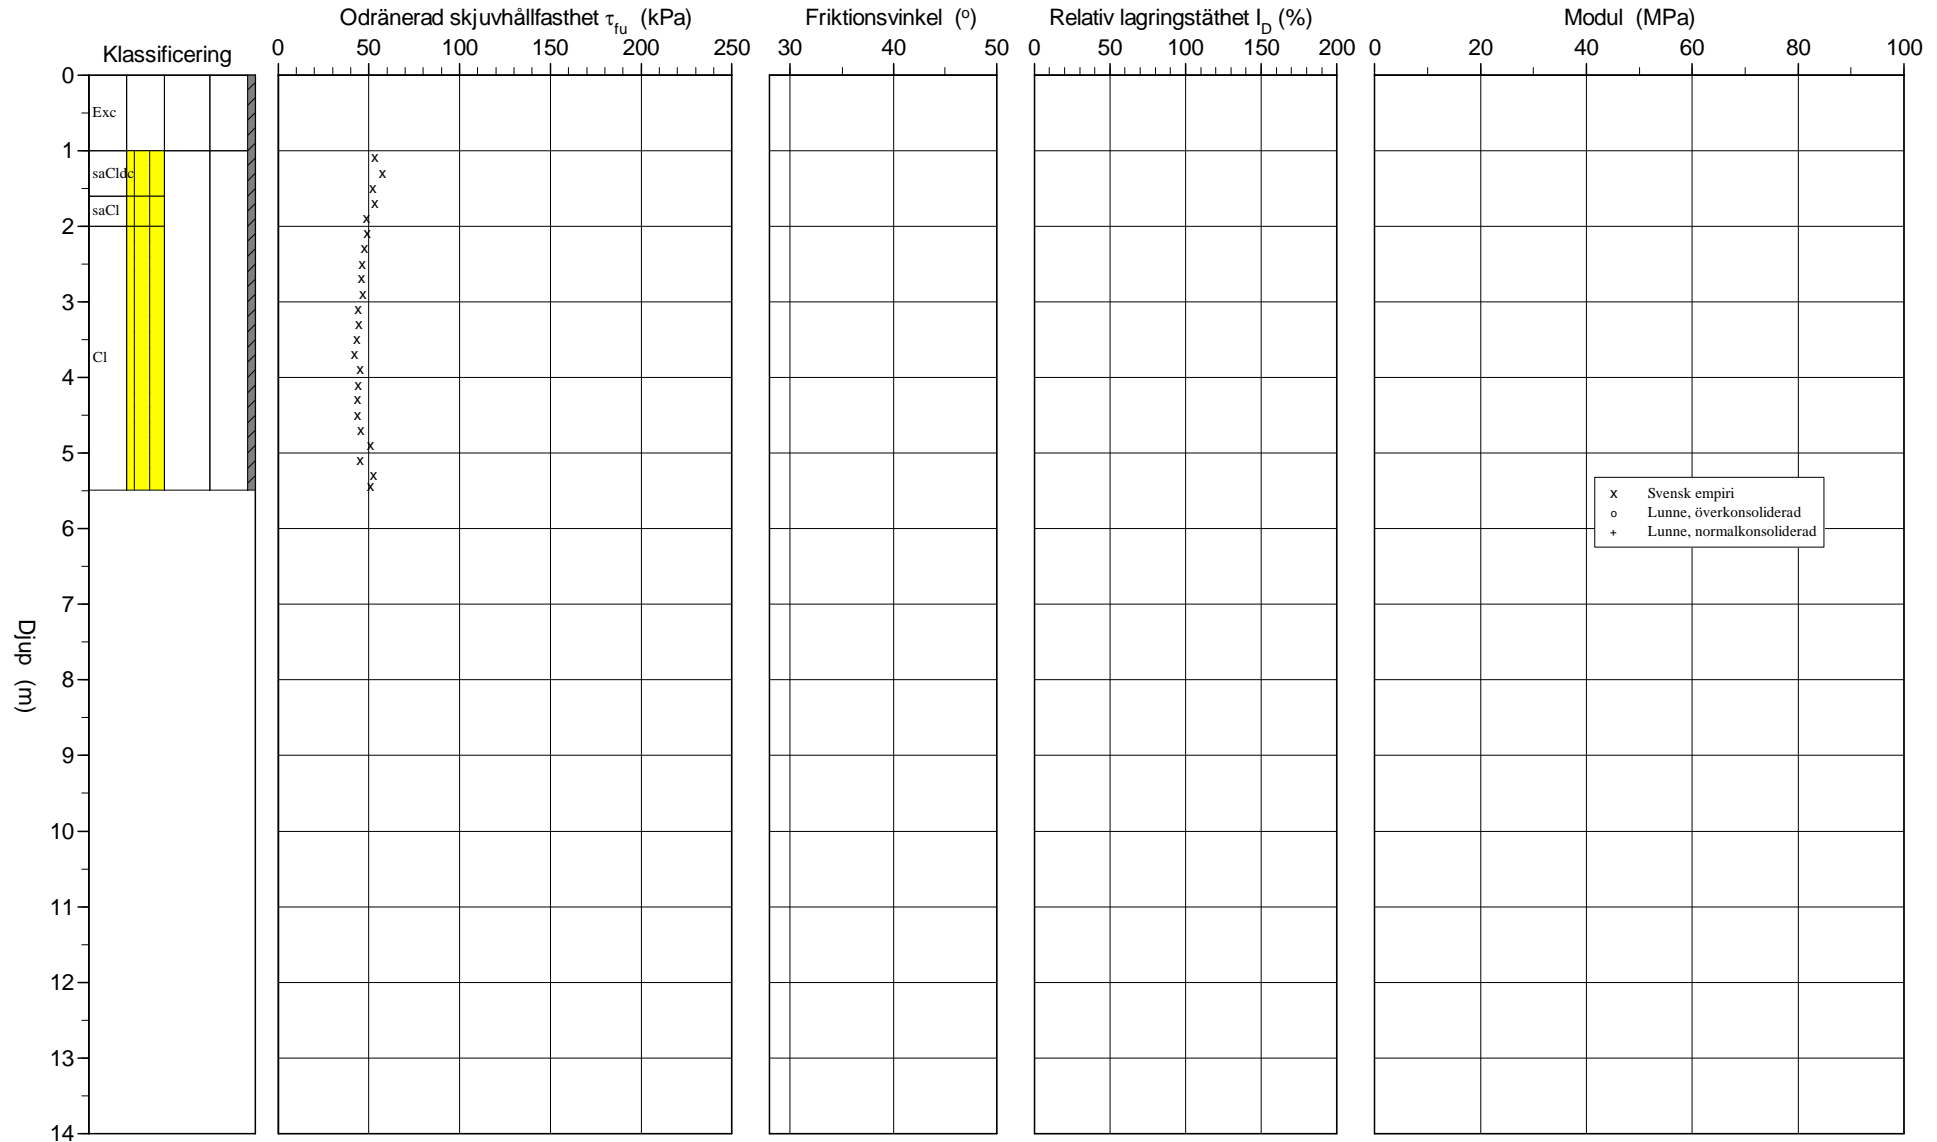 Odränerad skjuvhållfasthet τfu (kPa)
Friktionsvinkel (o)
Relativ lagringstäthet ID (%)
Modul (MPa)
Klassificering
0 50 100 150 200 250
30 40 50
0 50 100 150 200
0 20 40 60 80 100
0
Exc
1
saCldc
saCl
2
3
Cl
4
5
x Svensk empiri
o Lunne, överkonsoliderad
+ Lunne, normalkonsoliderad
6
7
Djup (m)
8
9
10
11
12
13
14